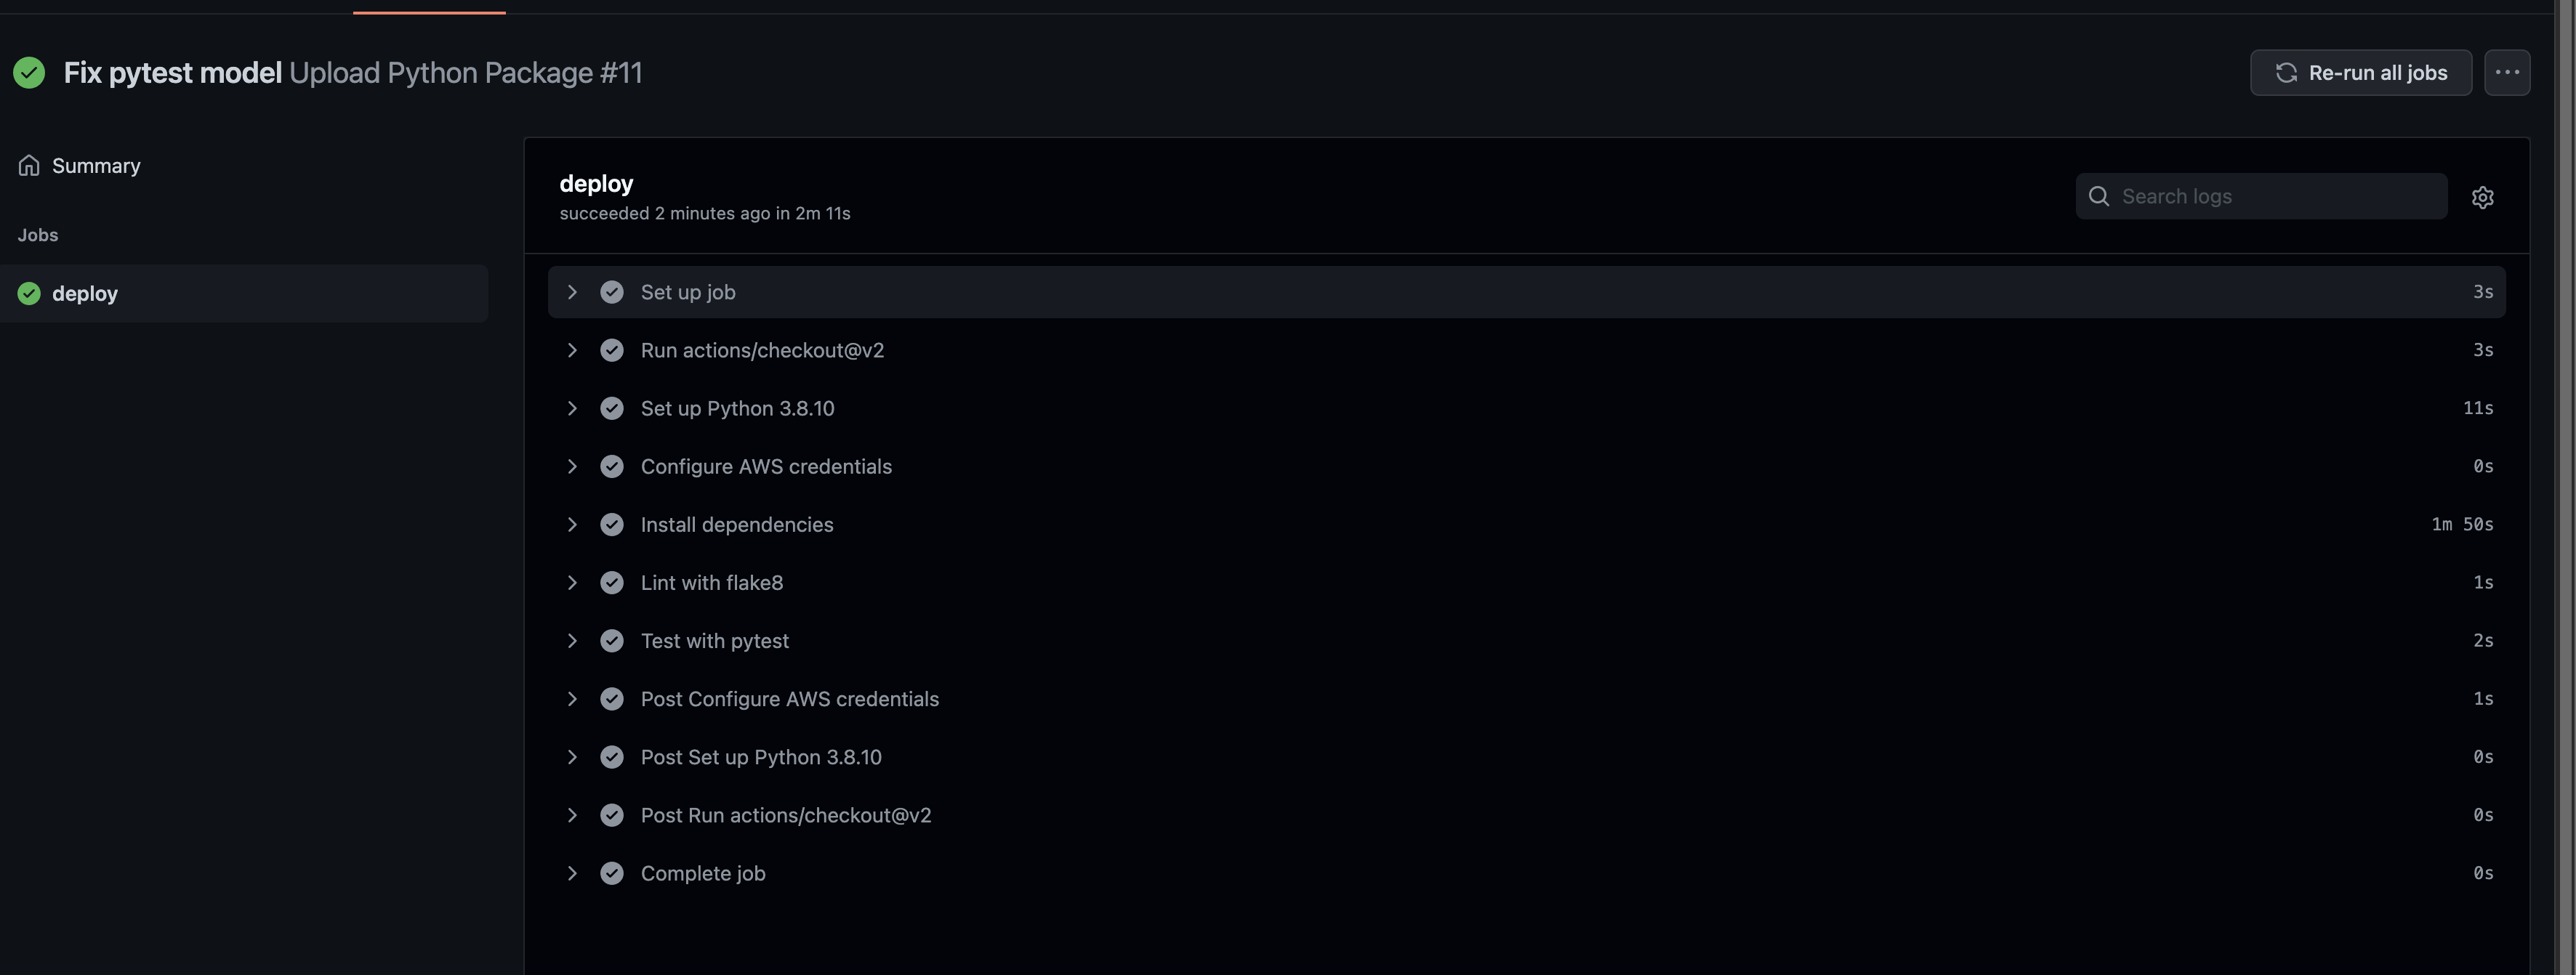 Fix pytest model Upload Python Package #11
Re-run all jobs
Summary
Jobs
deploy
deploy
succeeded 2 minutes ago in 2m 11s
Search logs
Set up job 3s
Run actions/checkout@v2 3s
Set up Python 3.8.10 11s
Configure AWS credentials 0s
Install dependencies 1m 50s
Lint with flake8 1s
Test with pytest 2s
Post Configure AWS credentials 1s
Post Set up Python 3.8.10 0s
Post Run actions/checkout@v2 0s
Complete job 0s